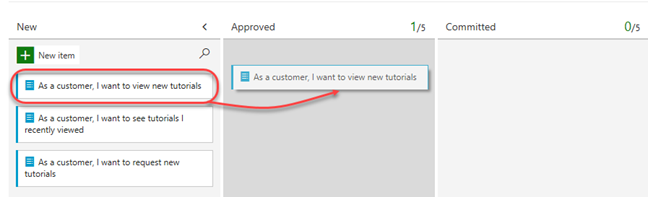 New
Approved 1/5
Committed 0/5
New item
As a customer, I want to view new tutorials
As a customer, I want to see tutorials I
recently viewed
As a customer, I want to request new
tutorials
As a customer, I want to view new tutorials